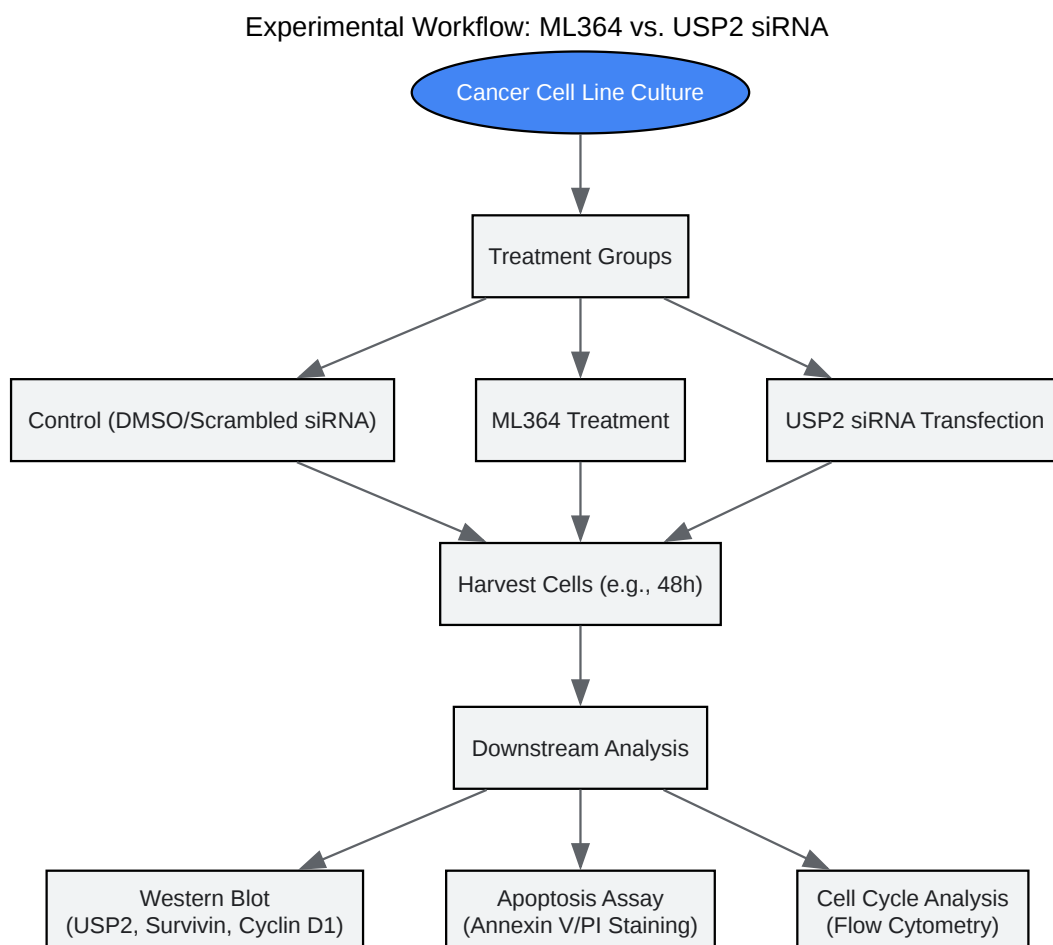 Experimental Workflow: ML364 vs. USP2 siRNA
Cancer Cell Line Culture
Treatment Groups
Control (DMSO/Scrambled siRNA)
ML364 Treatment
USP2 siRNA Transfection
Harvest Cells (e.g., 48h)
Downstream Analysis
Western Blot
(USP2, Survivin, Cyclin D1)
Apoptosis Assay
(Annexin V/PI Staining)
Cell Cycle Analysis
(Flow Cytometry)